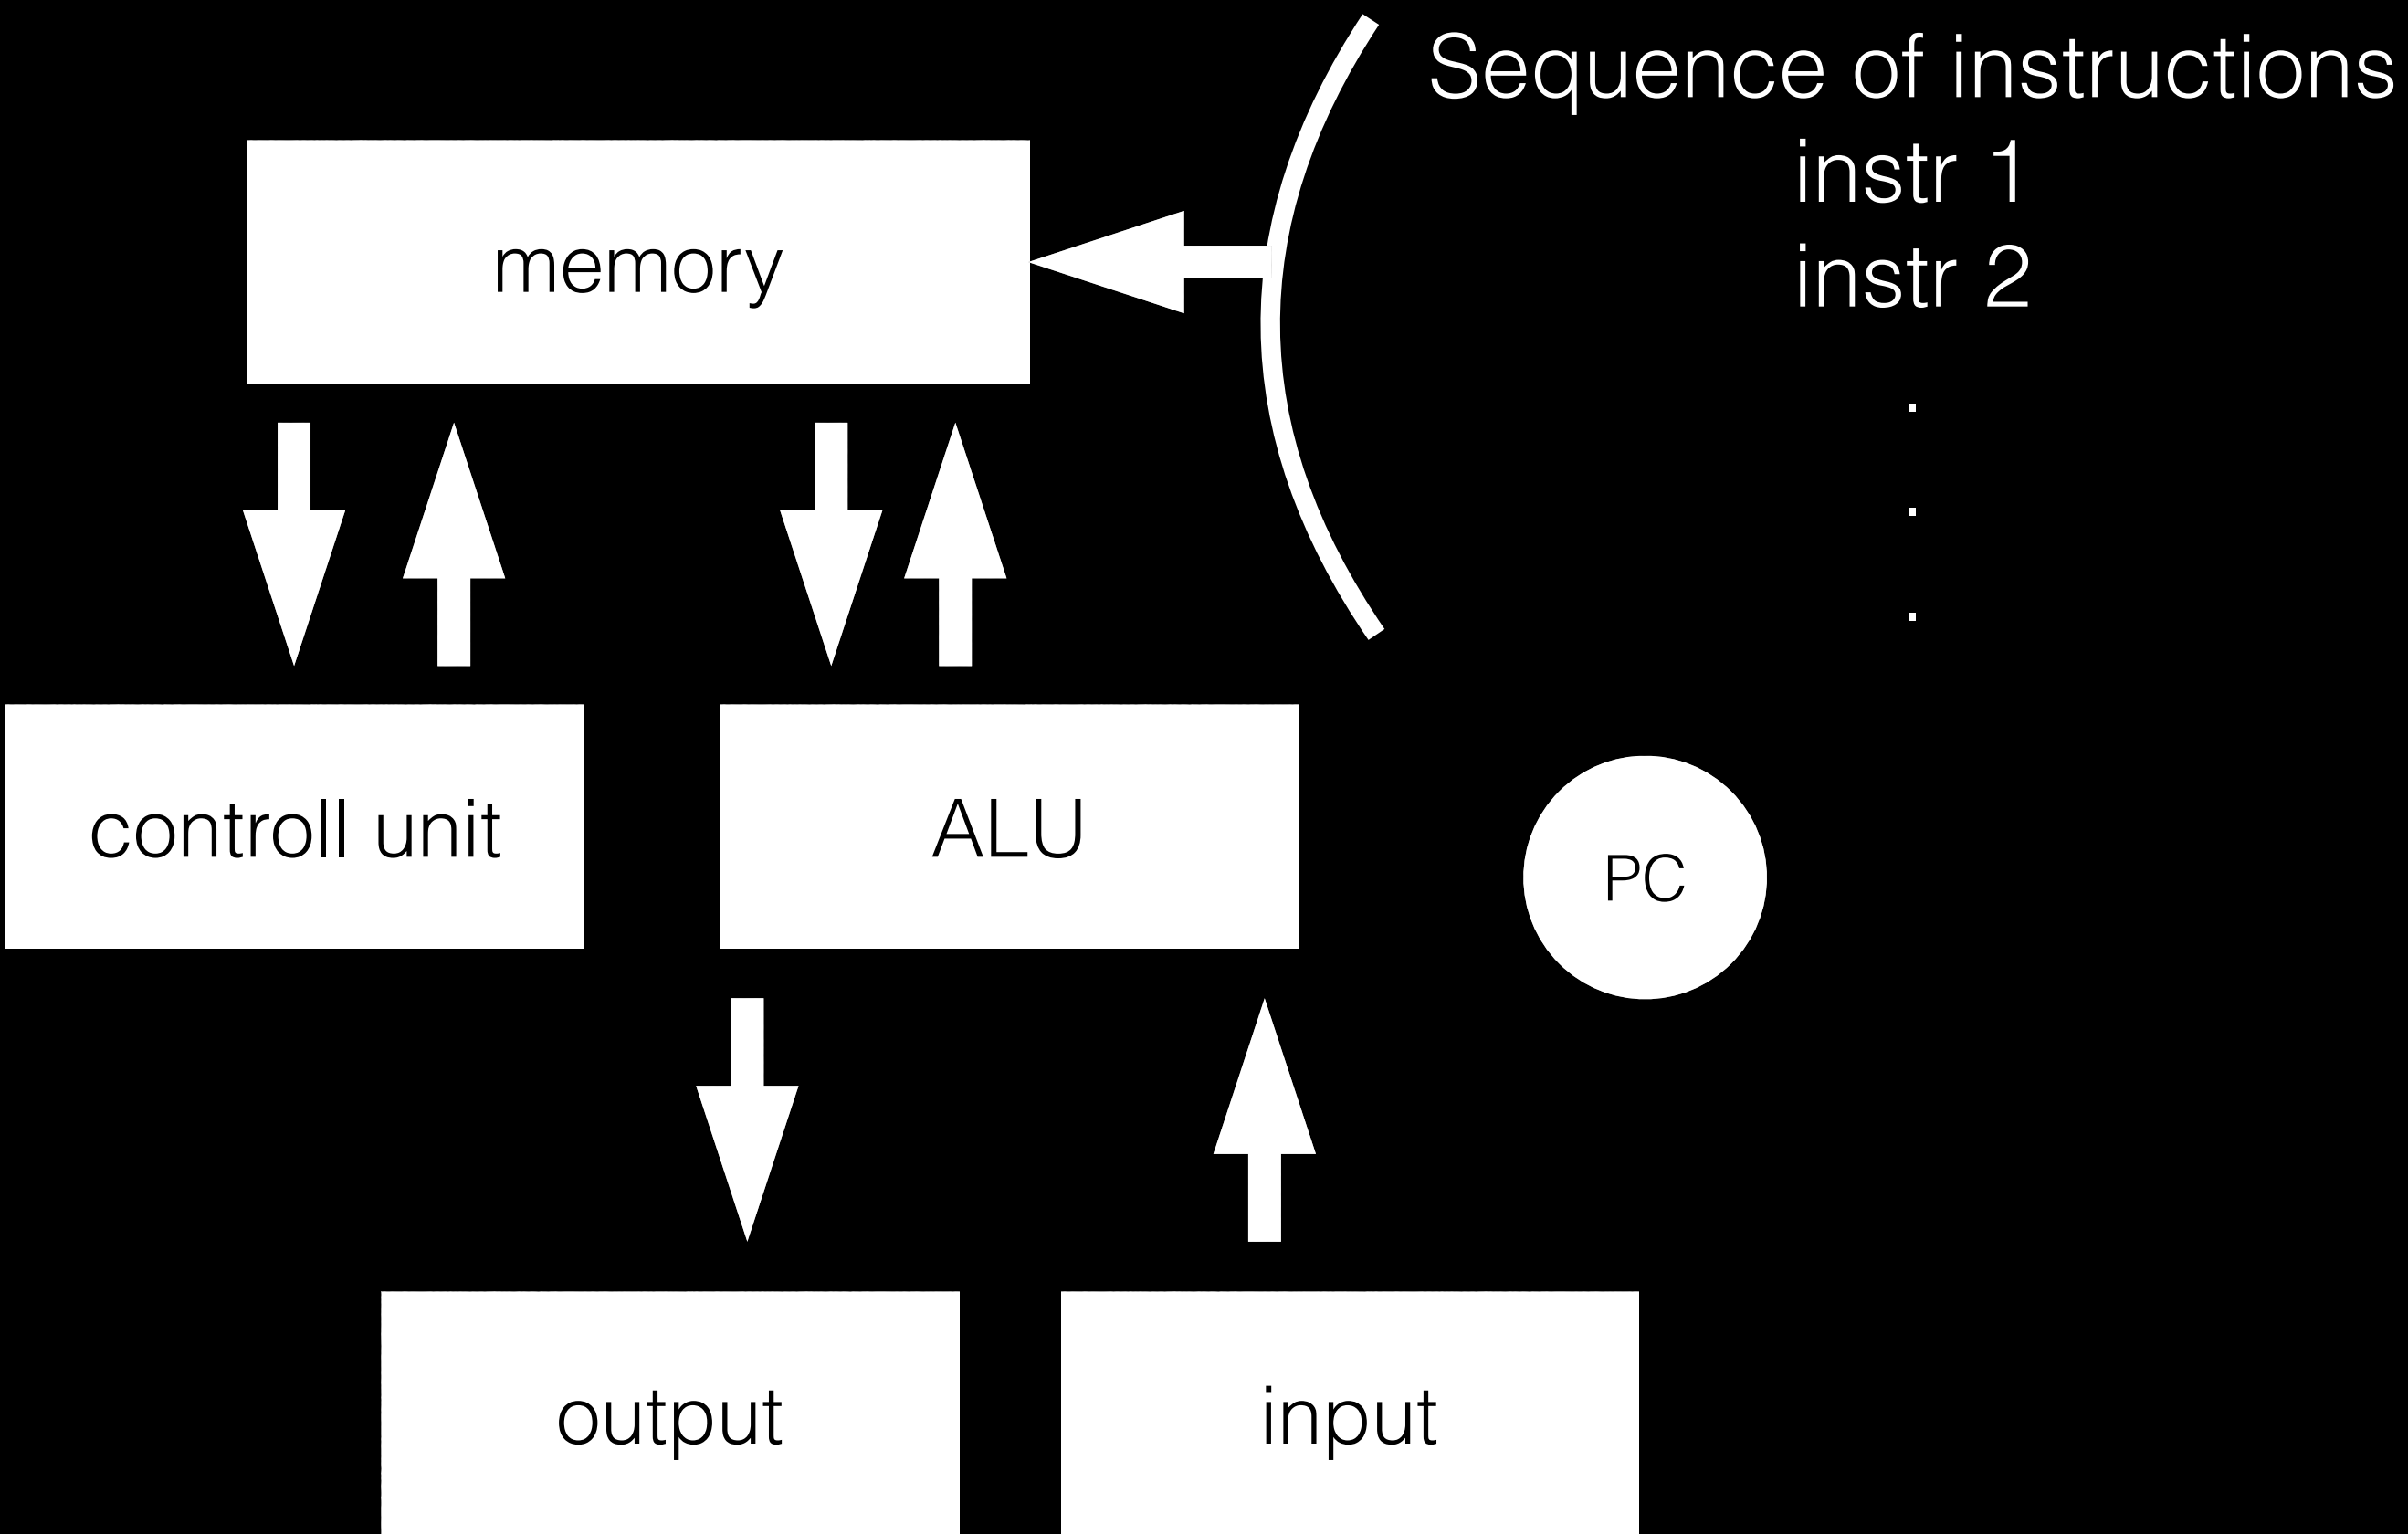 Sequence of instructions
instr 1
instr 2
.
.
.
memory
controll unit
ALU
PC
output
input